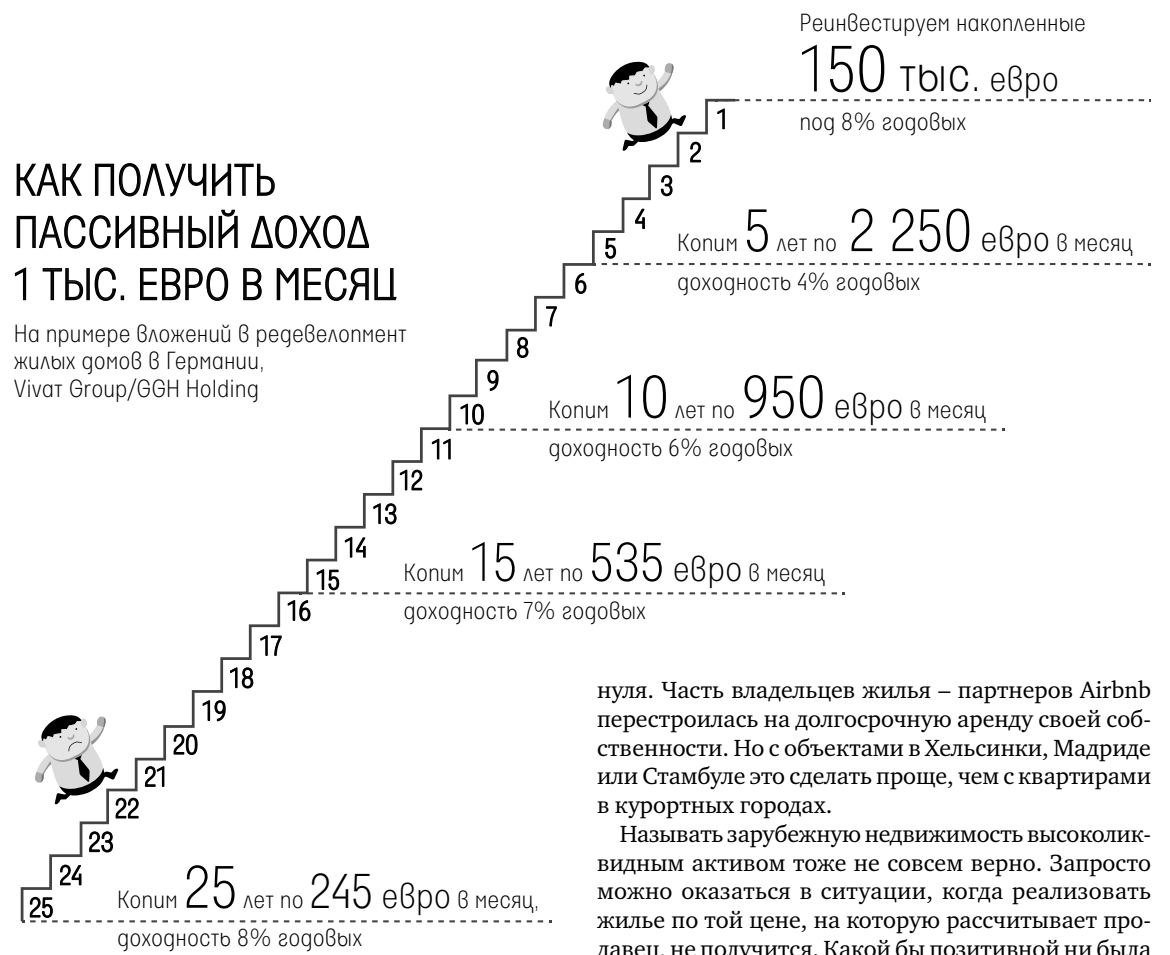 Реинвестируем накопленные
150 тыс. евро
под 8% годовых
КАК ПОЛУЧИТЬ
ПАССИВНЫЙ ДОХОД
1 ТЫС. ЕВРО В МЕСЯЦ
На примере вложений в редевелопмент
жилых домов в Германии,
Vivat Group/GGH Holding
1
2
3
4
5
Копим 5 лет по 2 250 евро в месяц
доходность 4% годовых
6
7
8
9
10
Копим 10 лет по 950 евро в месяц
доходность 6% годовых
11
12
13
14
15
Копим 15 лет по 535 евро в месяц
доходность 7% годовых
16
17
18
19
20
21
22
23
24
25
Копим 25 лет по 245 евро в месяц,
доходность 8% годовых
нуля. Часть владельцев жилья – партнеров Airbnb
перестроилась на долгосрочную аренду своей соб-
ственности. Но с объектами в Хельсинки, Мадриде
или Стамбуле это сделать проще, чем с квартирами
в курортных городах.
Называть зарубежную недвижимость высоколик-
видным активом тоже не совсем верно. Запросто
можно оказаться в ситуации, когда реализовать
жилье по той цене, на которую рассчитывает про-
давец, не получится. Какой бы позитивной ни была